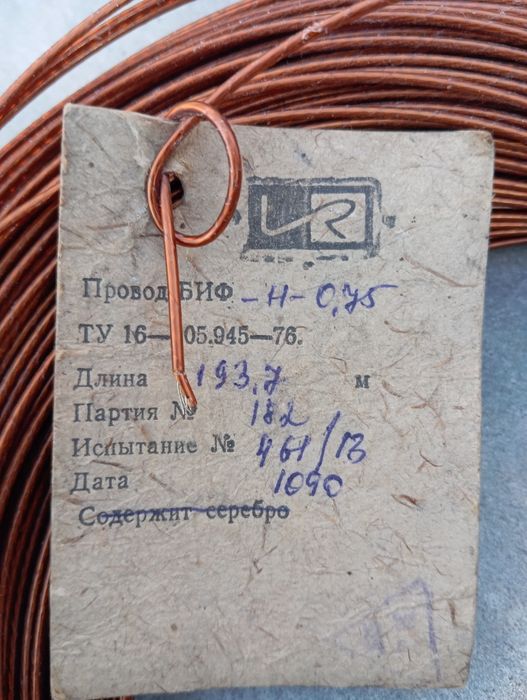 Провод БИФ -Н- 0,75
ТУ 16— 05.945—76.
Длина 193,7 м
Партия № 182
Испытание № 461/13
Дата 1090
Содержит серебро